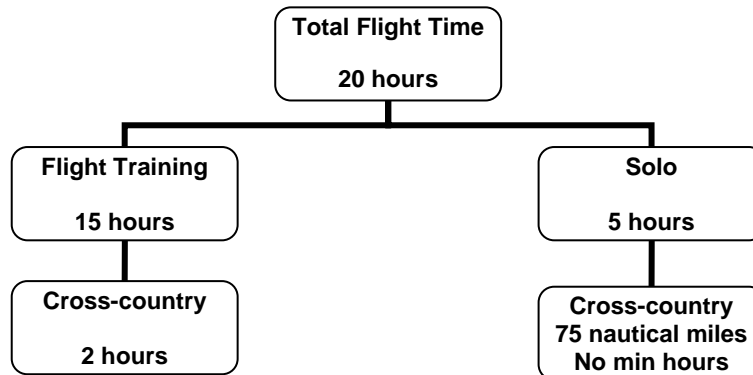 Total Flight Time
20 hours
Flight Training
15 hours
Solo
5 hours
Cross-country
2 hours
Cross-country
75 nautical miles
No min hours